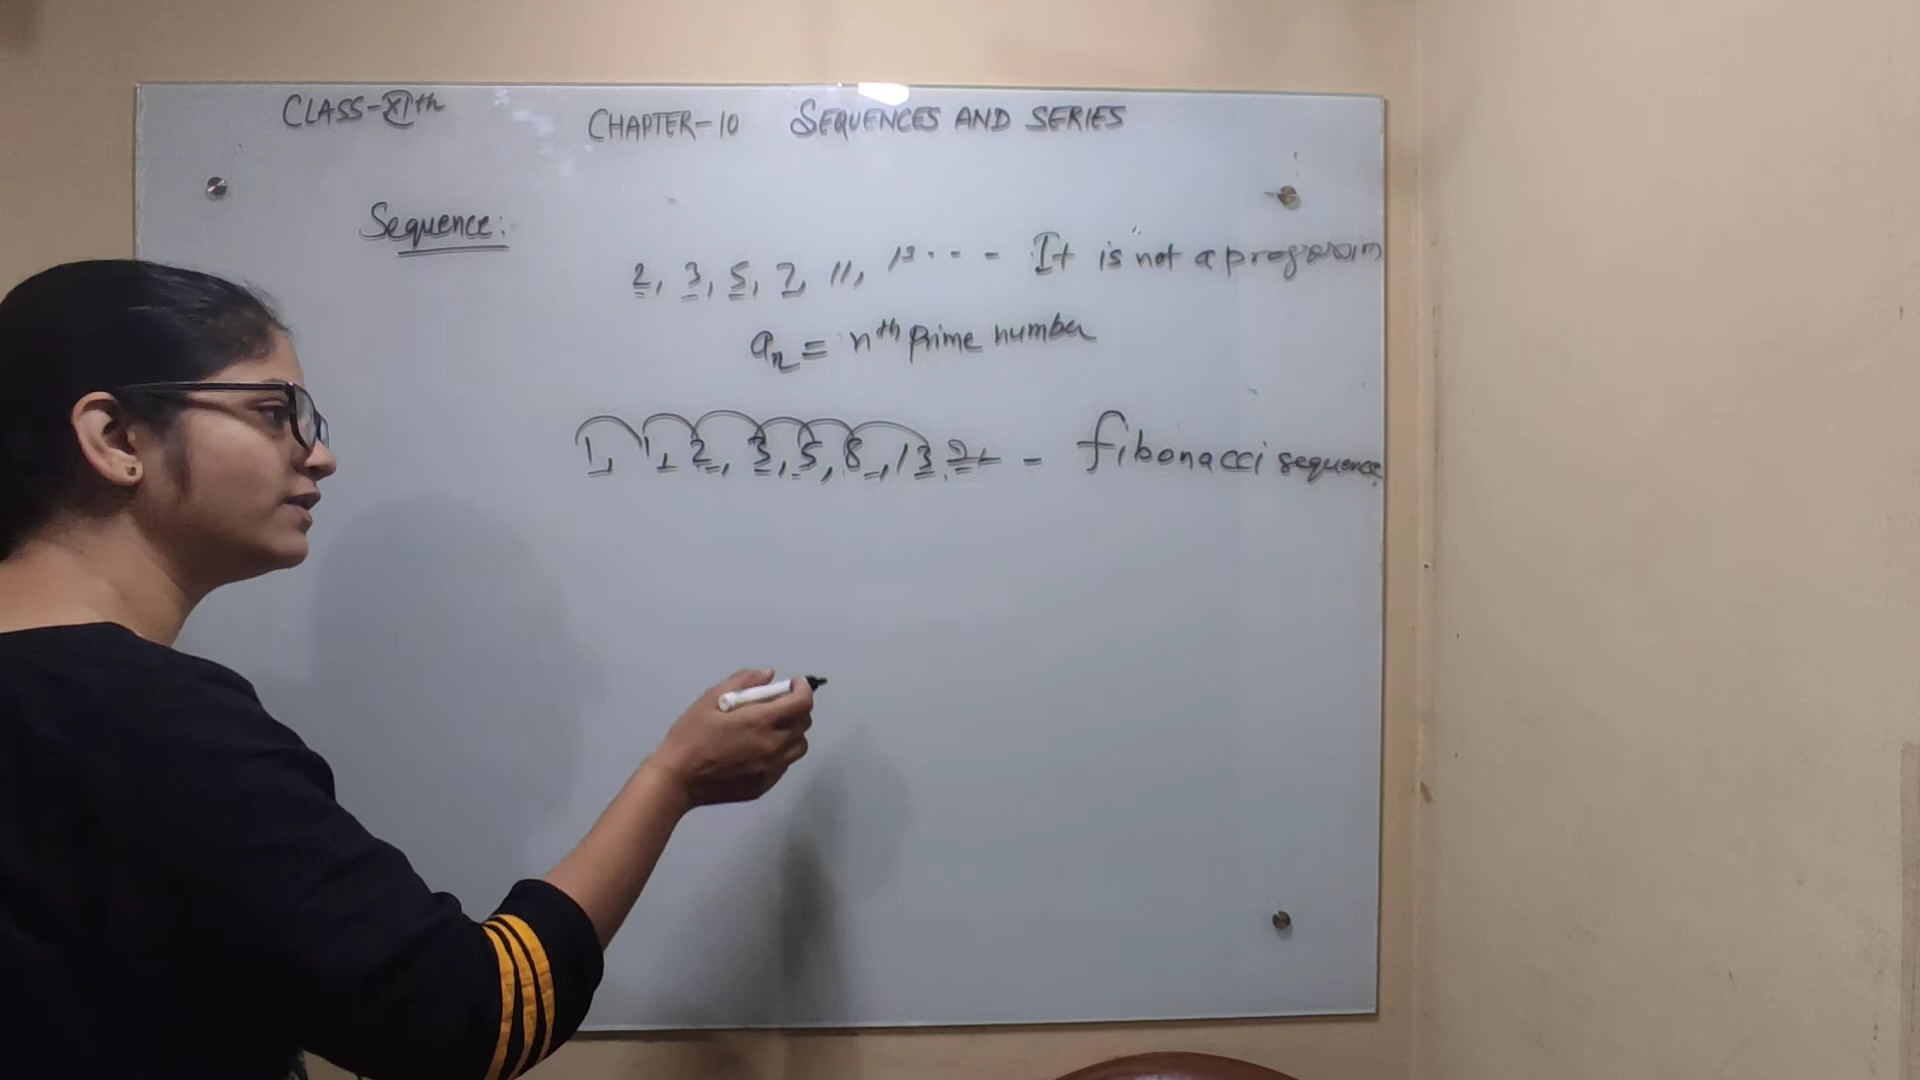 CLASS-XIth
CHAPTER-10 SEQUENCES AND SERIES
Sequence:
2, 3, 5, 7, 11, 13 . . - - It is not a
aₙ = nᵗʰ Prime number
1, 1, 2, 3, 5, 8, 13, 21 - fibonacci sequence